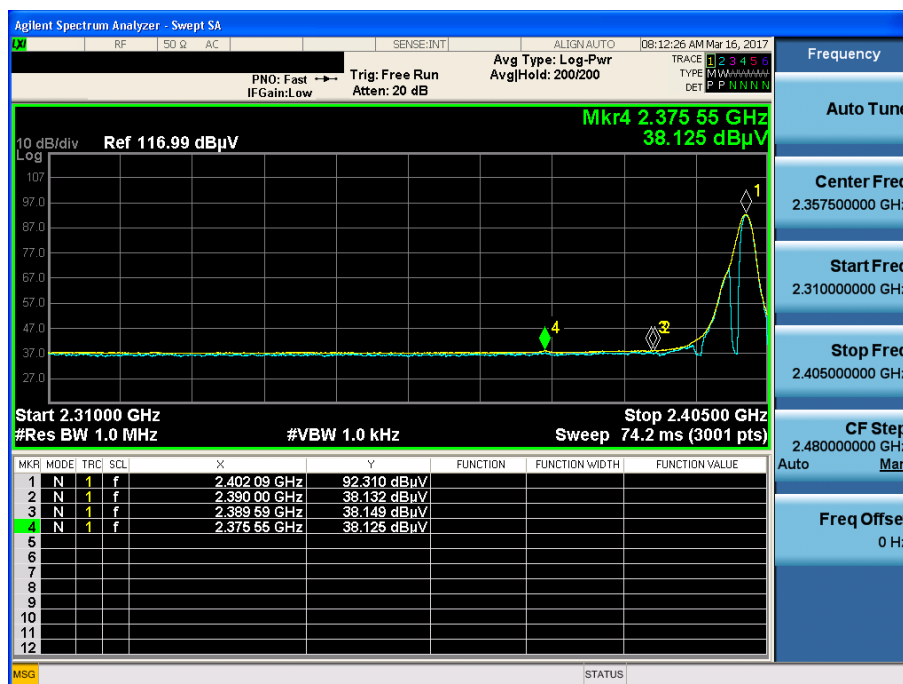 Agilent Spectrum Analyzer - Swept SA
LXI RF 50 Ω AC SENSE:INT ALIGN AUTO 08:12:26 AM Mar 16, 2017
Frequency
PNO: Fast
IFGain:Low
Trig: Free Run
Atten: 20 dB
Avg Type: Log-Pwr
Avg|Hold: 200/200
TRACE 1 2 3 4 5 6
TYPE M
DET P P N N N N
Mkr4 2.375 55 GHz
38.125 dBµV
10 dB/div
Log
Ref 116.99 dBµV
107
97.0
87.0
77.0
67.0
57.0
47.0
37.0
27.0
1
4
3 2
Start 2.31000 GHz
Stop 2.40500 GHz
#Res BW 1.0 MHz
#VBW 1.0 kHz
Sweep 74.2 ms (3001 pts)
MKR MODE TRC SCL X Y FUNCTION FUNCTION WIDTH FUNCTION VALUE
1 N 1 f 2.402 09 GHz 92.310 dBµV
2 N 1 f 2.390 00 GHz 38.132 dBµV
3 N 1 f 2.389 59 GHz 38.149 dBµV
4 N 1 f 2.375 55 GHz 38.125 dBµV
5
6
7
8
9
10
11
12
MSG
STATUS
Auto Tune
Center Freq
2.357500000 GHz
Start Freq
2.310000000 GHz
Stop Freq
2.405000000 GHz
CF Step
2.480000000 GHz
Auto Man
Freq Offse
0 Hz